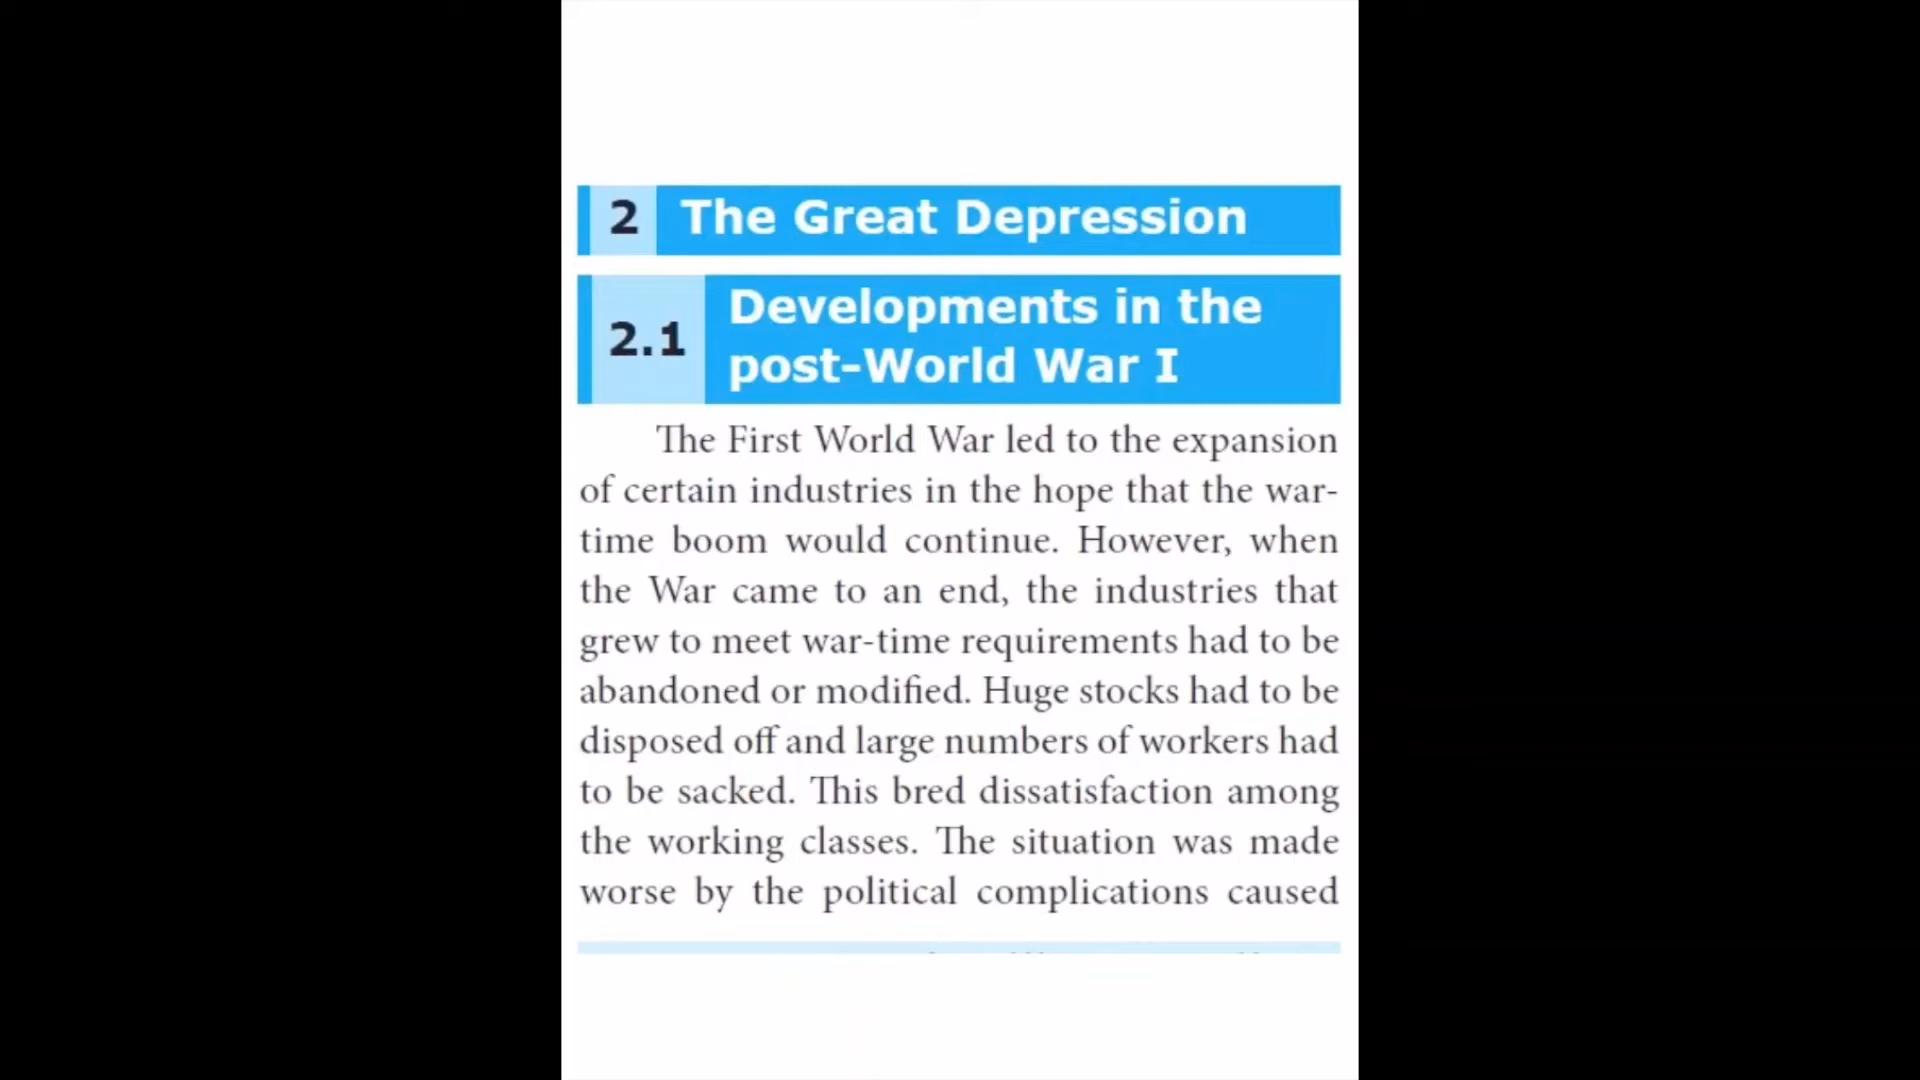 2 The Great Depression
2.1 Developments in the
post-World War I
The First World War led to the expansion
of certain industries in the hope that the war-
time boom would continue. However, when
the War came to an end, the industries that
grew to meet war-time requirements had to be
abandoned or modified. Huge stocks had to be
disposed off and large numbers of workers had
to be sacked. This bred dissatisfaction among
the working classes. The situation was made
worse by the political complications caused